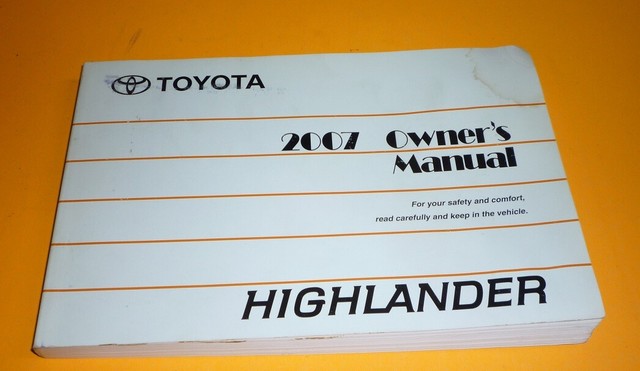 TOYOTA
2007 Owner's
Manual
For your safety and comfort,
read carefully and keep in the vehicle.
HIGHLANDER